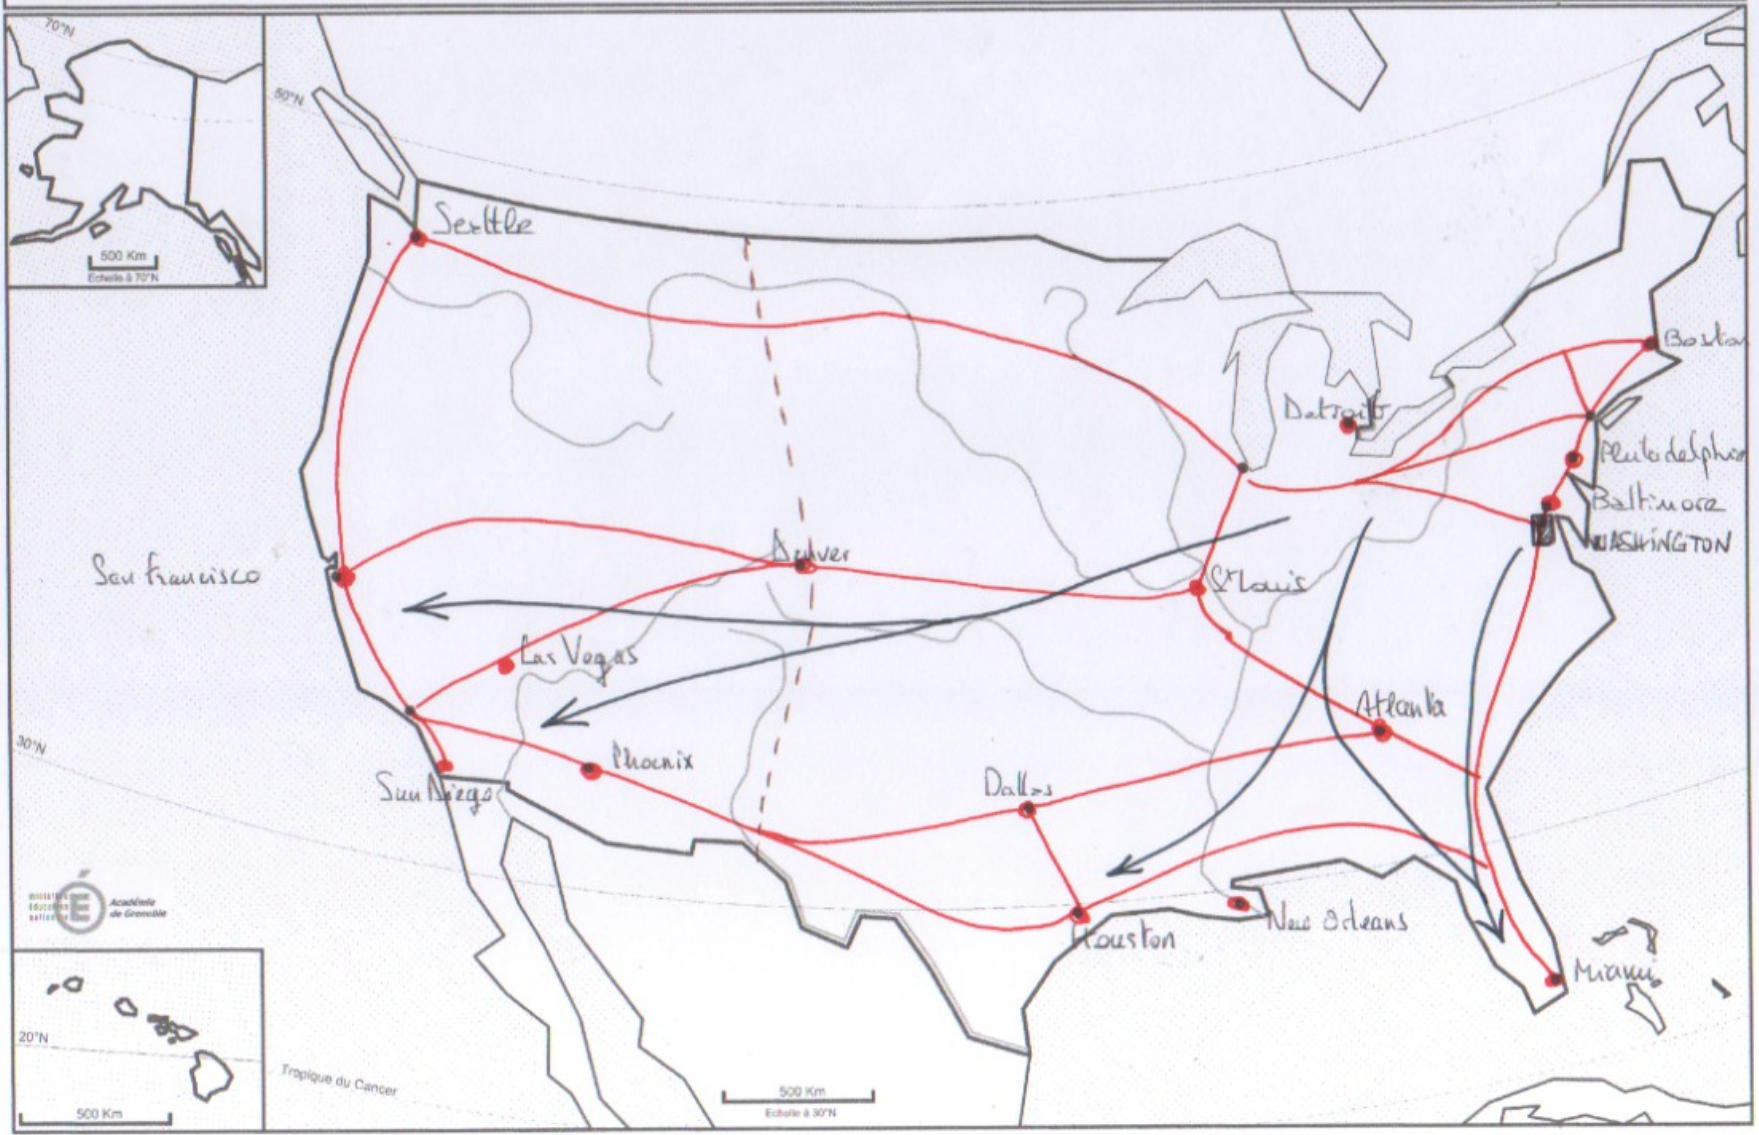 70°N
50°N
500 Km
Echelle à 70°N
Seattle
Boston
Detroit
Philadelphia
Baltimore
WASHINGTON
San Francisco
Denver
St Louis
Las Vegas
Atlanta
30°N
Phoenix
San Diego
Dallas
Académie
de Grenoble
New Orleans
Houston
Miami
20°N
500 Km
Tropique du Cancer
500 Km
Echelle à 30°N